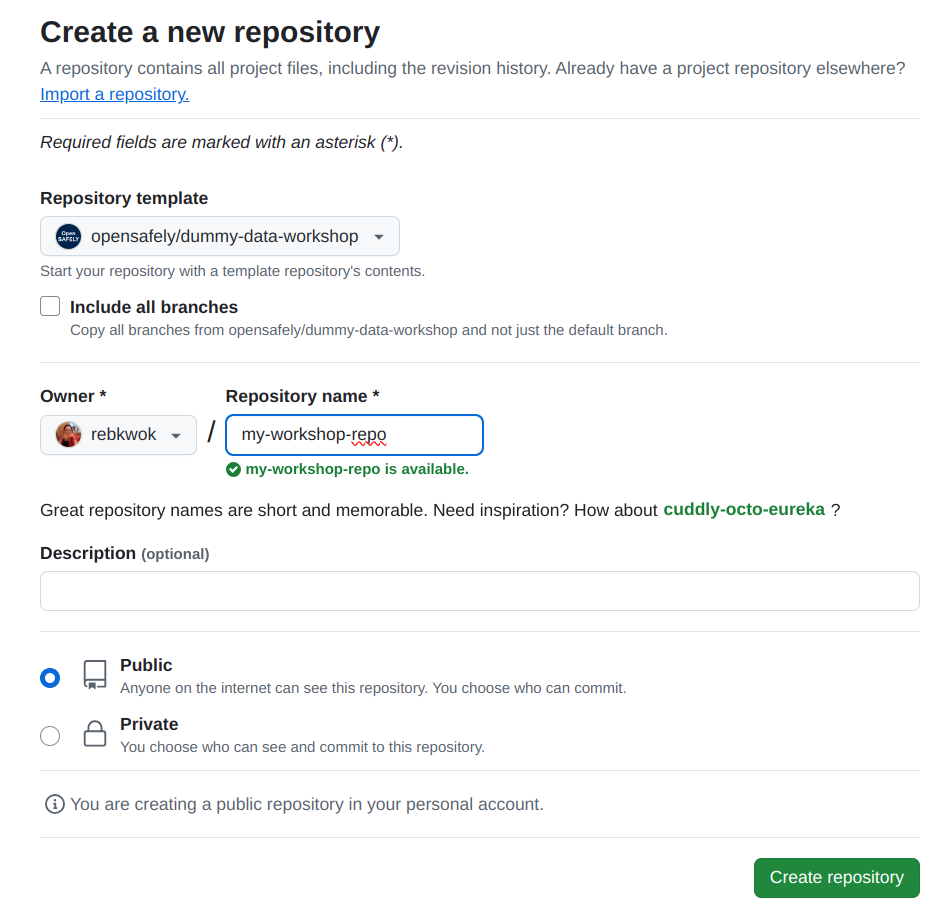 Create a new repository
A repository contains all project files, including the revision history. Already have a project repository elsewhere?
Import a repository.
Required fields are marked with an asterisk (*).
Repository template
Open SAFELY opensafely/dummy-data-workshop
Start your repository with a template repository's contents.
Include all branches
Copy all branches from opensafely/dummy-data-workshop and not just the default branch.
Owner * Repository name *
rebkwok / my-workshop-repo
my-workshop-repo is available.
Great repository names are short and memorable. Need inspiration? How about cuddly-octo-eureka ?
Description (optional)
Public
Anyone on the internet can see this repository. You choose who can commit.
Private
You choose who can see and commit to this repository.
You are creating a public repository in your personal account.
Create repository